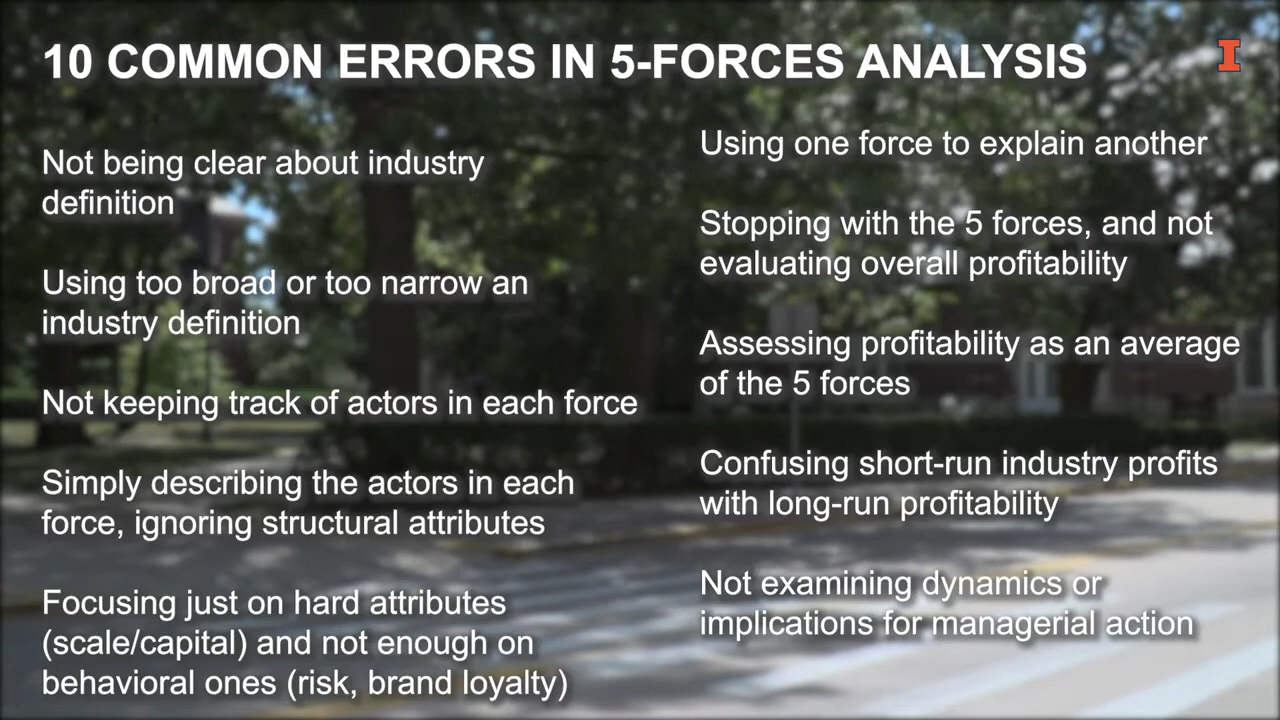 10 COMMON ERRORS IN 5-FORCES ANALYSIS
Not being clear about industry
definition
Using too broad or too narrow an
industry definition
Not keeping track of actors in each force
Simply describing the actors in each
force, ignoring structural attributes
Focusing just on hard attributes
(scale/capital) and not enough on
behavioral ones (risk, brand loyalty)
Using one force to explain another
Stopping with the 5 forces, and not
evaluating overall profitability
Assessing profitability as an average
of the 5 forces
Confusing short-run industry profits
with long-run profitability
Not examining dynamics or
implications for managerial action
I